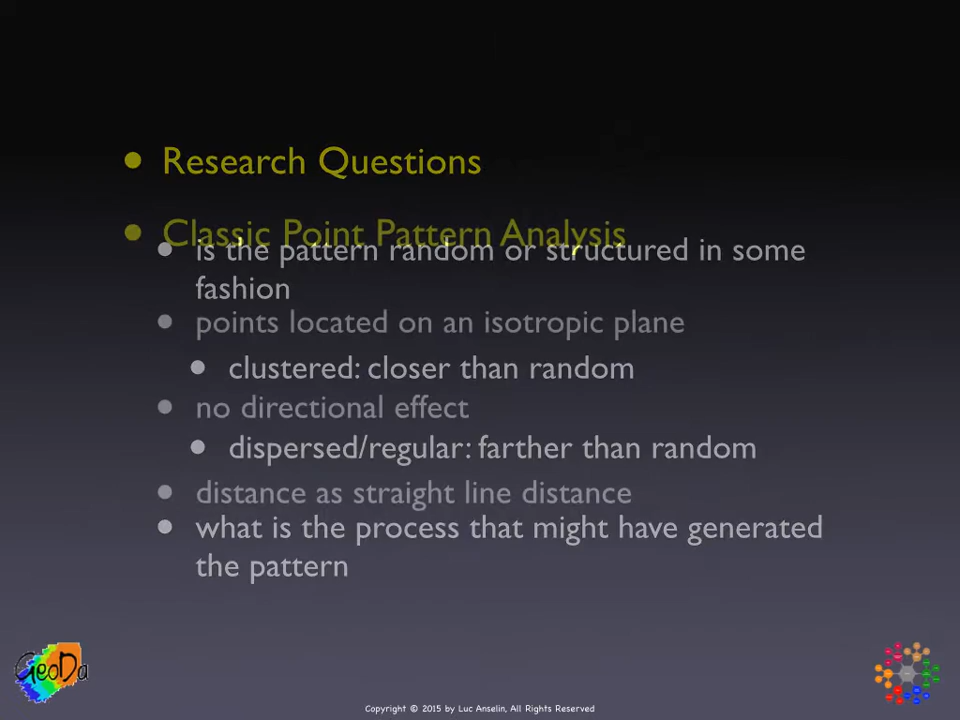 Research Questions
Classic Point Pattern Analysis
is the pattern random or structured in some
fashion
points located on an isotropic plane
clustered: closer than random
no directional effect
dispersed/regular: farther than random
distance as straight line distance
what is the process that might have generated
the pattern
GeoDa
Copyright © 2015 by Luc Anselin, All Rights Reserved